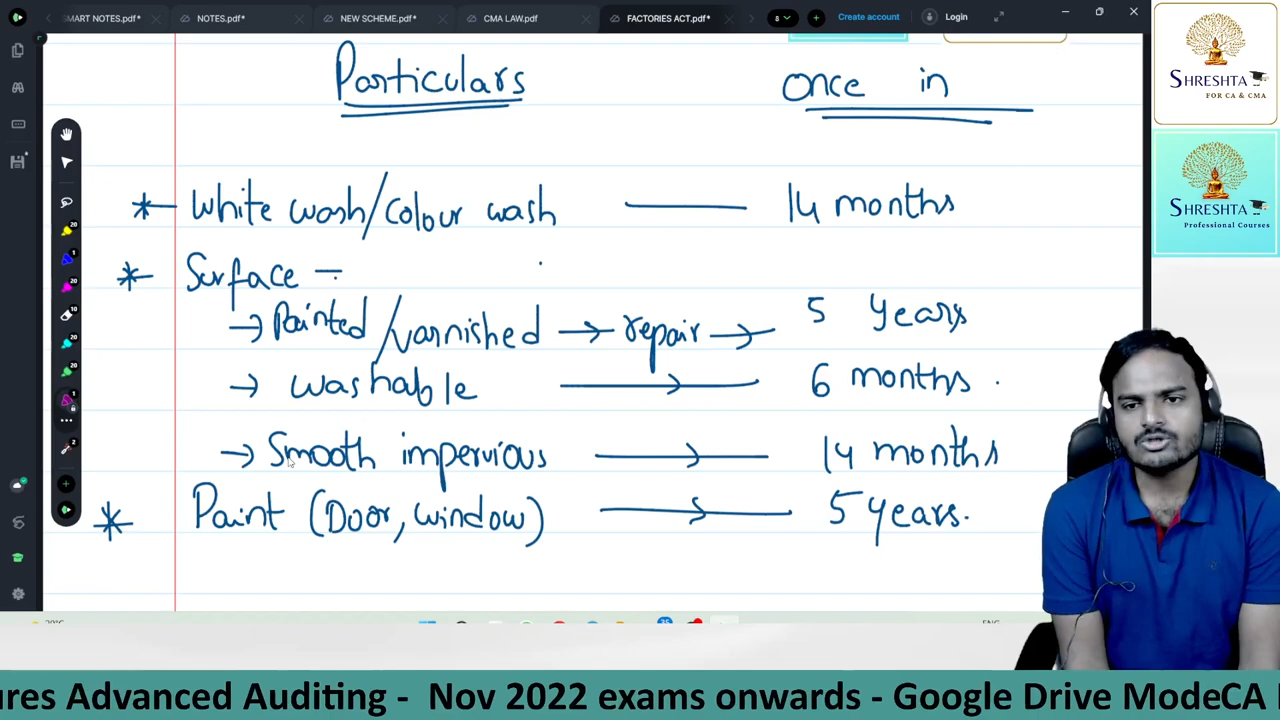 SMART NOTES.pdf*
NOTES.pdf*
NEW SCHEME.pdf*
CMA LAW.pdf
FACTORIES ACT.pdf*
8
Create account
Login
Particulars once in
* White wash/colour wash — 14 months
* Surface -
→ Painted/varnished → repair → 5 years
→ washable → 6 months
→ Smooth impervious → 14 months
* Paint (Door, window) → 5 years.
SHRESHTA
FOR CA & CMA
SHRESHTA
Professional Courses
ures Advanced Auditing - Nov 2022 exams onwards - Google Drive ModeCA